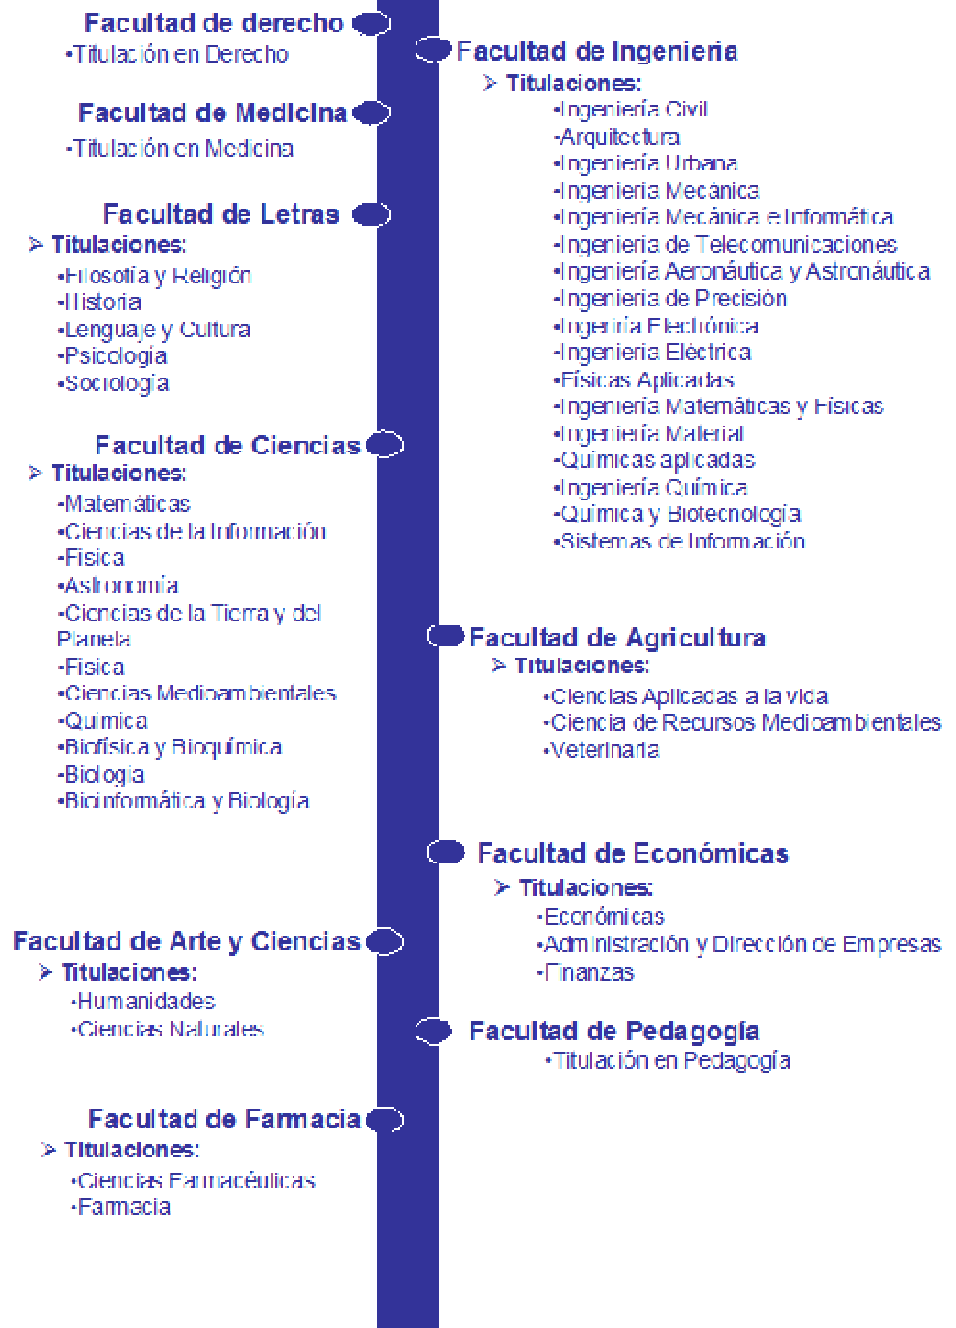 Facultad de derecho
•Titulación en Derecho
Facultad de Medicina
•Titulación en Medicina
Facultad de Letras
➢ Titulaciones:
•Filosofía y Religión
•Historia
•Lenguaje y Cultura
•Psicología
•Sociología
Facultad de Ciencias
➢ Titulaciones:
•Matemáticas
•Ciencias de la Información
•Física
•Astronomía
•Ciencias de la Tierra y del
Planeta
•Física
•Ciencias Medioambientales
•Química
•Biofísica y Bioquímica
•Biología
•Bioinformática y Biología
Facultad de Arte y Ciencias
➢ Titulaciones:
•Humanidades
•Ciencias Naturales
Facultad de Farmacia
➢ Titulaciones:
•Ciencias Farmacéuticas
•Farmacia
Facultad de Ingeniería
➢ Titulaciones:
•Ingeniería Civil
•Arquitectura
•Ingeniería Urbana
•Ingeniería Mecánica
•Ingeniería Mecánica e Informática
•Ingeniería de Telecomunicaciones
•Ingeniería Aeronáutica y Astronáutica
•Ingeniería de Precisión
•Ingeniría Electrónica
•Ingeniería Eléctrica
•Físicas Aplicadas
•Ingeniería Matemáticas y Físicas
•Ingeniería Material
•Químicas aplicadas
•Ingeniería Química
•Química y Biotecnología
•Sistemas de Información
Facultad de Agricultura
➢ Titulaciones:
•Ciencias Aplicadas a la vida
•Ciencia de Recursos Medioambientales
•Veterinaria
Facultad de Económicas
➢ Titulaciones:
•Económicas
•Administración y Dirección de Empresas
•Finanzas
Facultad de Pedagogía
•Titulación en Pedagogía